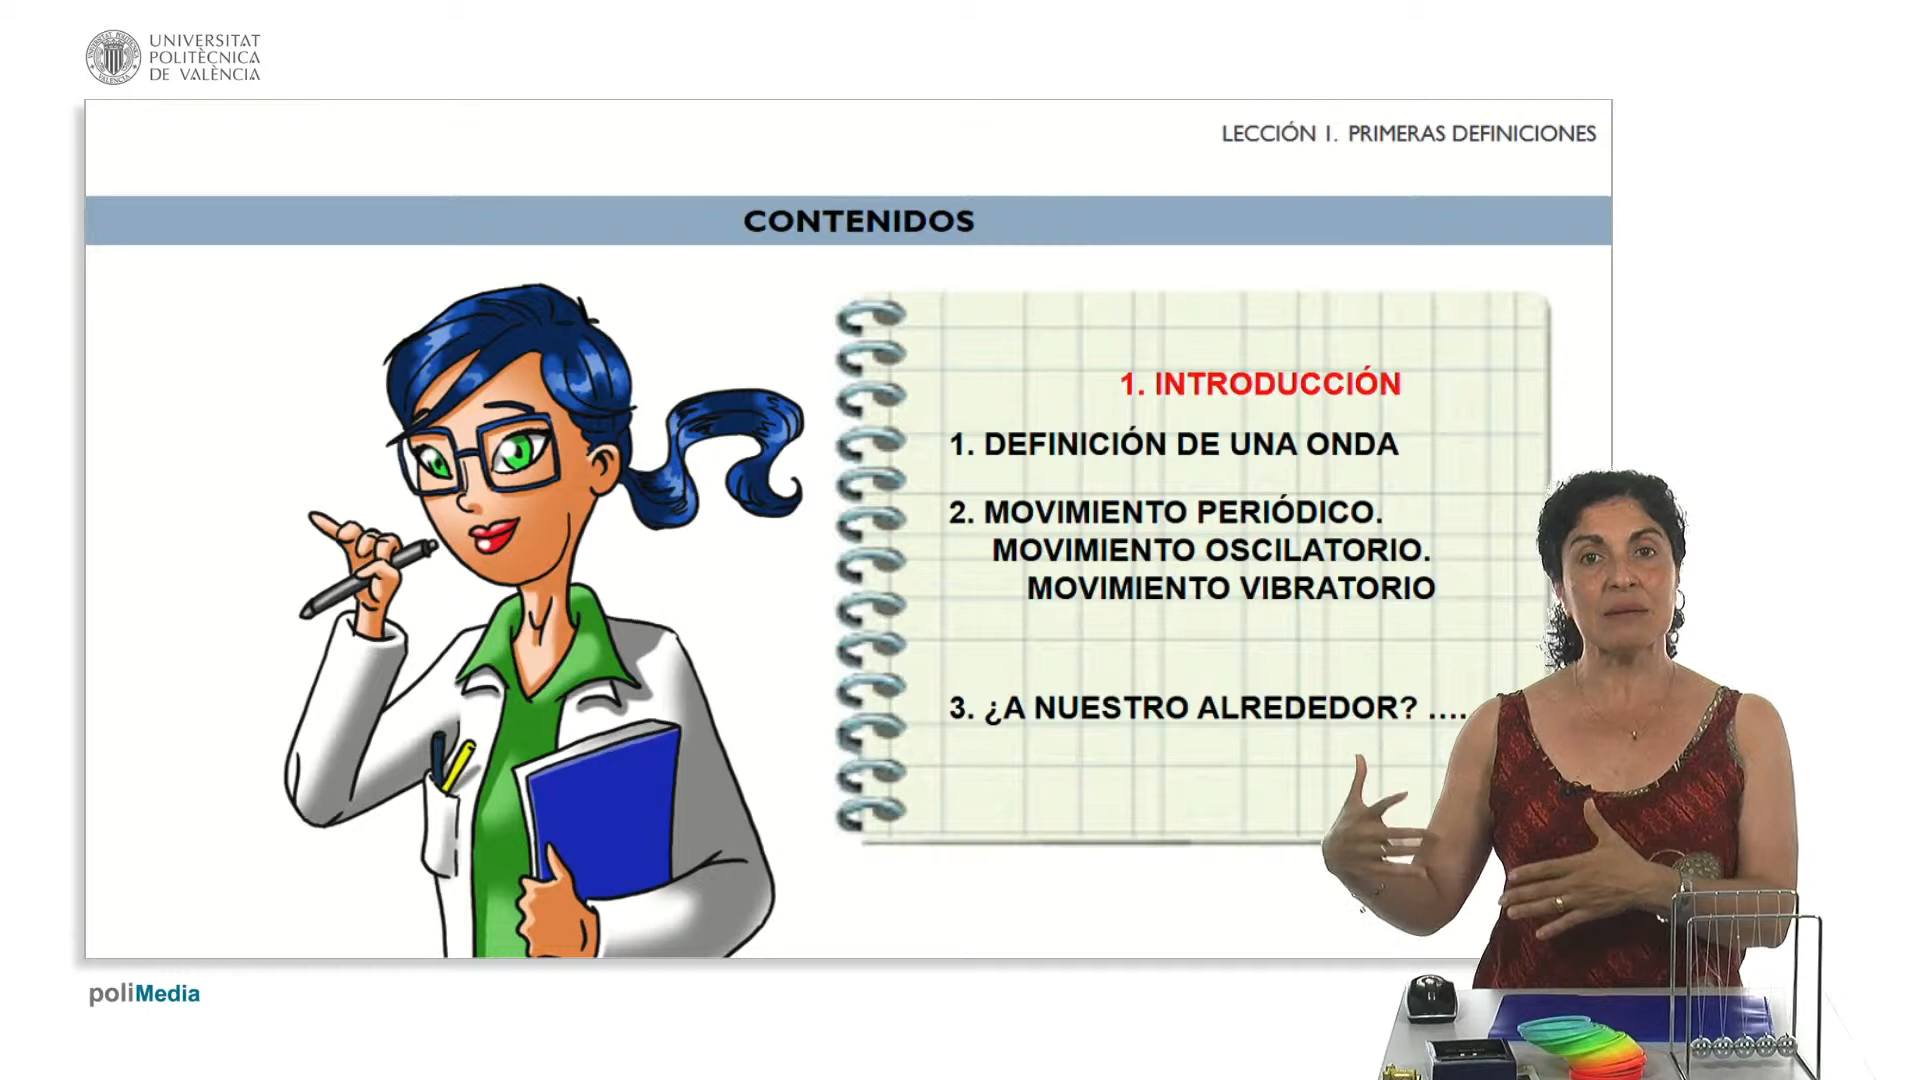 UNIVERSITAT
POLITÈCNICA
DE VALÈNCIA
LECCIÓN 1. PRIMERAS DEFINICIONES
CONTENIDOS
1. INTRODUCCIÓN
1. DEFINICIÓN DE UNA ONDA
2. MOVIMIENTO PERIÓDICO.
MOVIMIENTO OSCILATORIO.
MOVIMIENTO VIBRATORIO
3. ¿A NUESTRO ALREDEDOR? ....
poliMedia